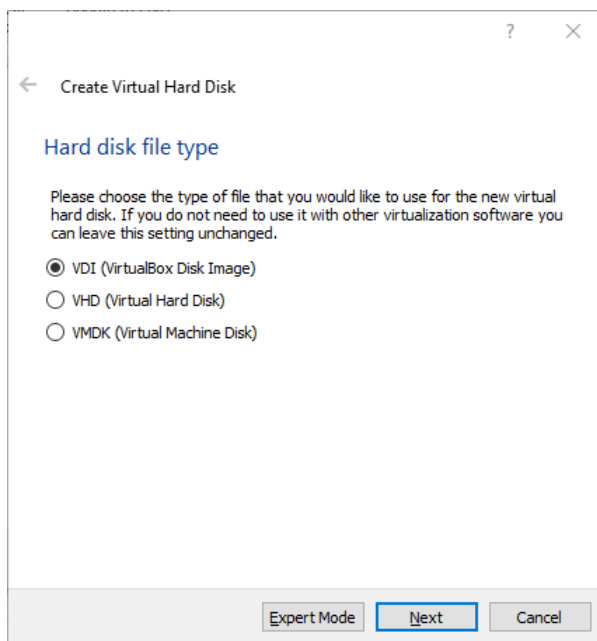 ?
Create Virtual Hard Disk
Hard disk file type
Please choose the type of file that you would like to use for the new virtual
hard disk. If you do not need to use it with other virtualization software you
can leave this setting unchanged.
VDI (VirtualBox Disk Image)
VHD (Virtual Hard Disk)
VMDK (Virtual Machine Disk)
Expert Mode Next Cancel